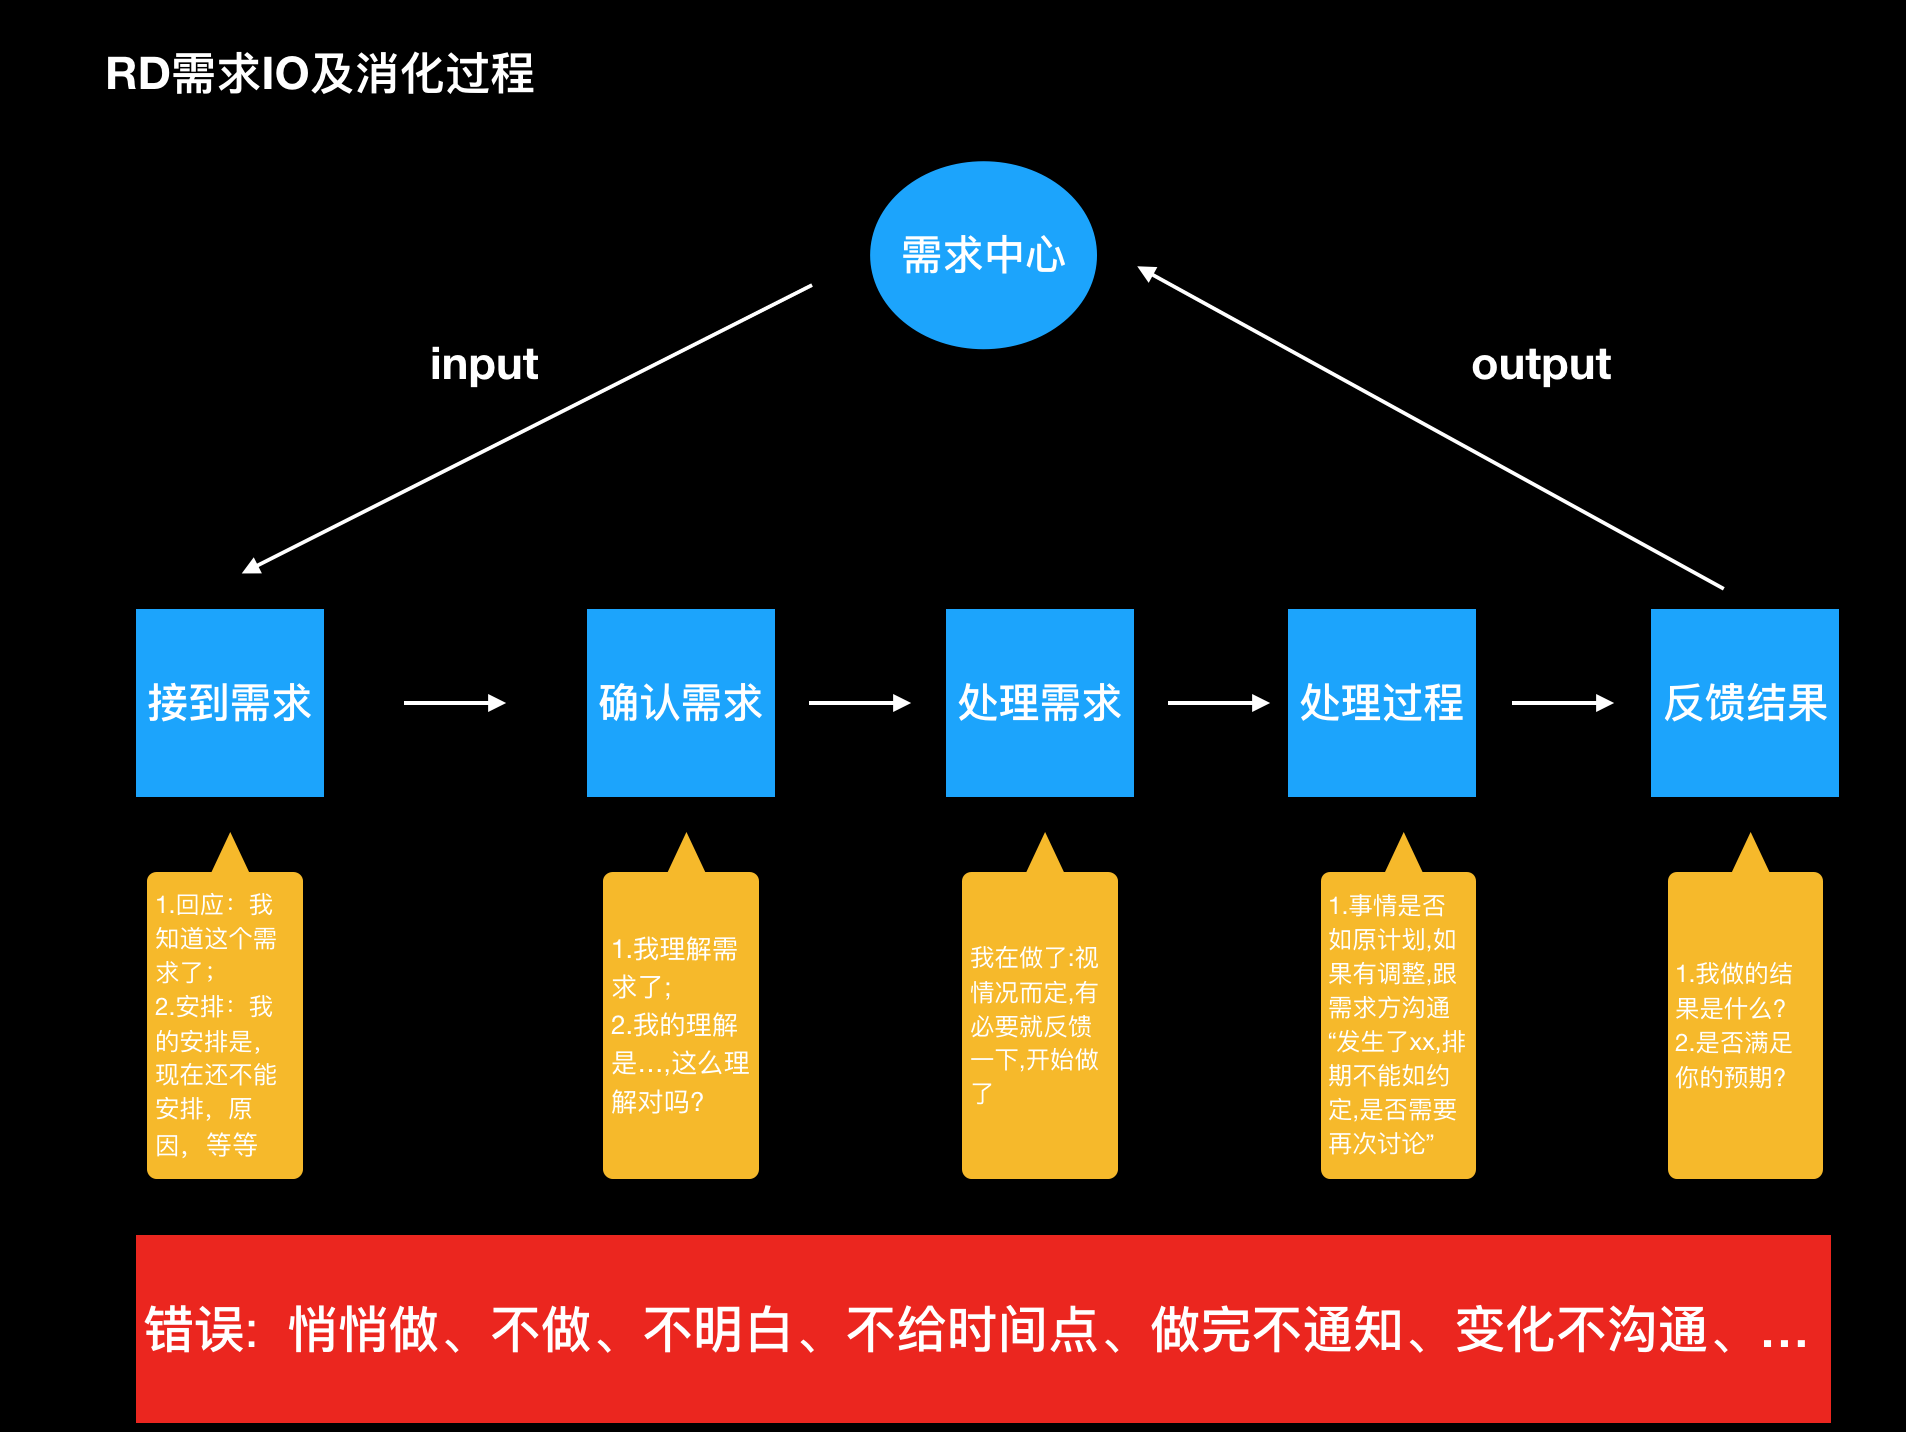 RD需求IO及消化过程
需求中心
input
output
接到需求
确认需求
处理需求
处理过程
反馈结果
1.回应：我
知道这个需
求了；
2.安排：我
的安排是，
现在还不能
安排，原
因，等等
1.我理解需
求了；
2.我的理解
是...,这么理
解对吗？
我在做了:视
情况而定,有
必要就反馈
一下,开始做
了
1.事情是否
如原计划,如
果有调整,跟
需求方沟通
“发生了xx,排
期不能如约
定,是否需要
再次讨论”
1.我做的结
果是什么？
2.是否满足
你的预期？
错误：悄悄做、不做、不明白、不给时间点、做完不通知、变化不沟通、...